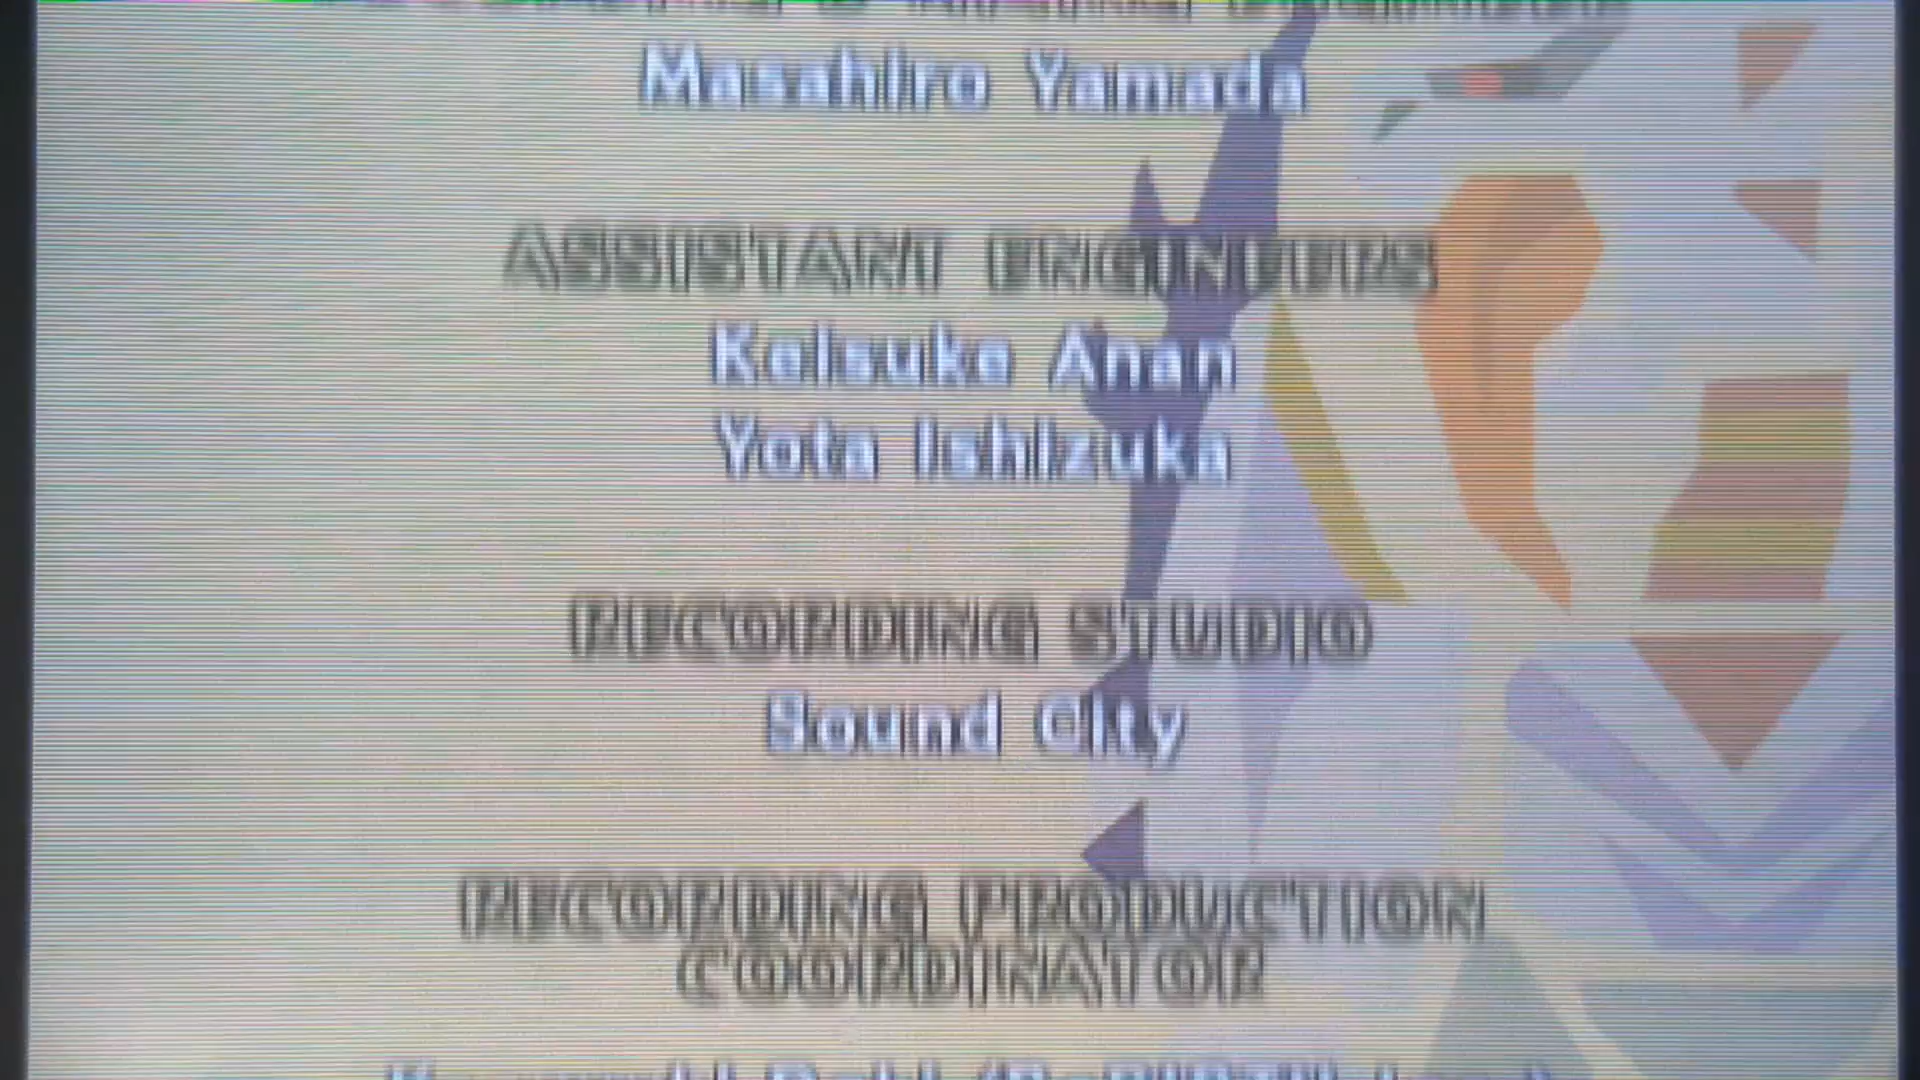 Masahiro Yamada
ASSISTANT ENGINEERS
Keisuke Anan
Yota Ishizuka
RECORDING STUDIO
Sound City
RECORDING PRODUCTION
COORDINATOR